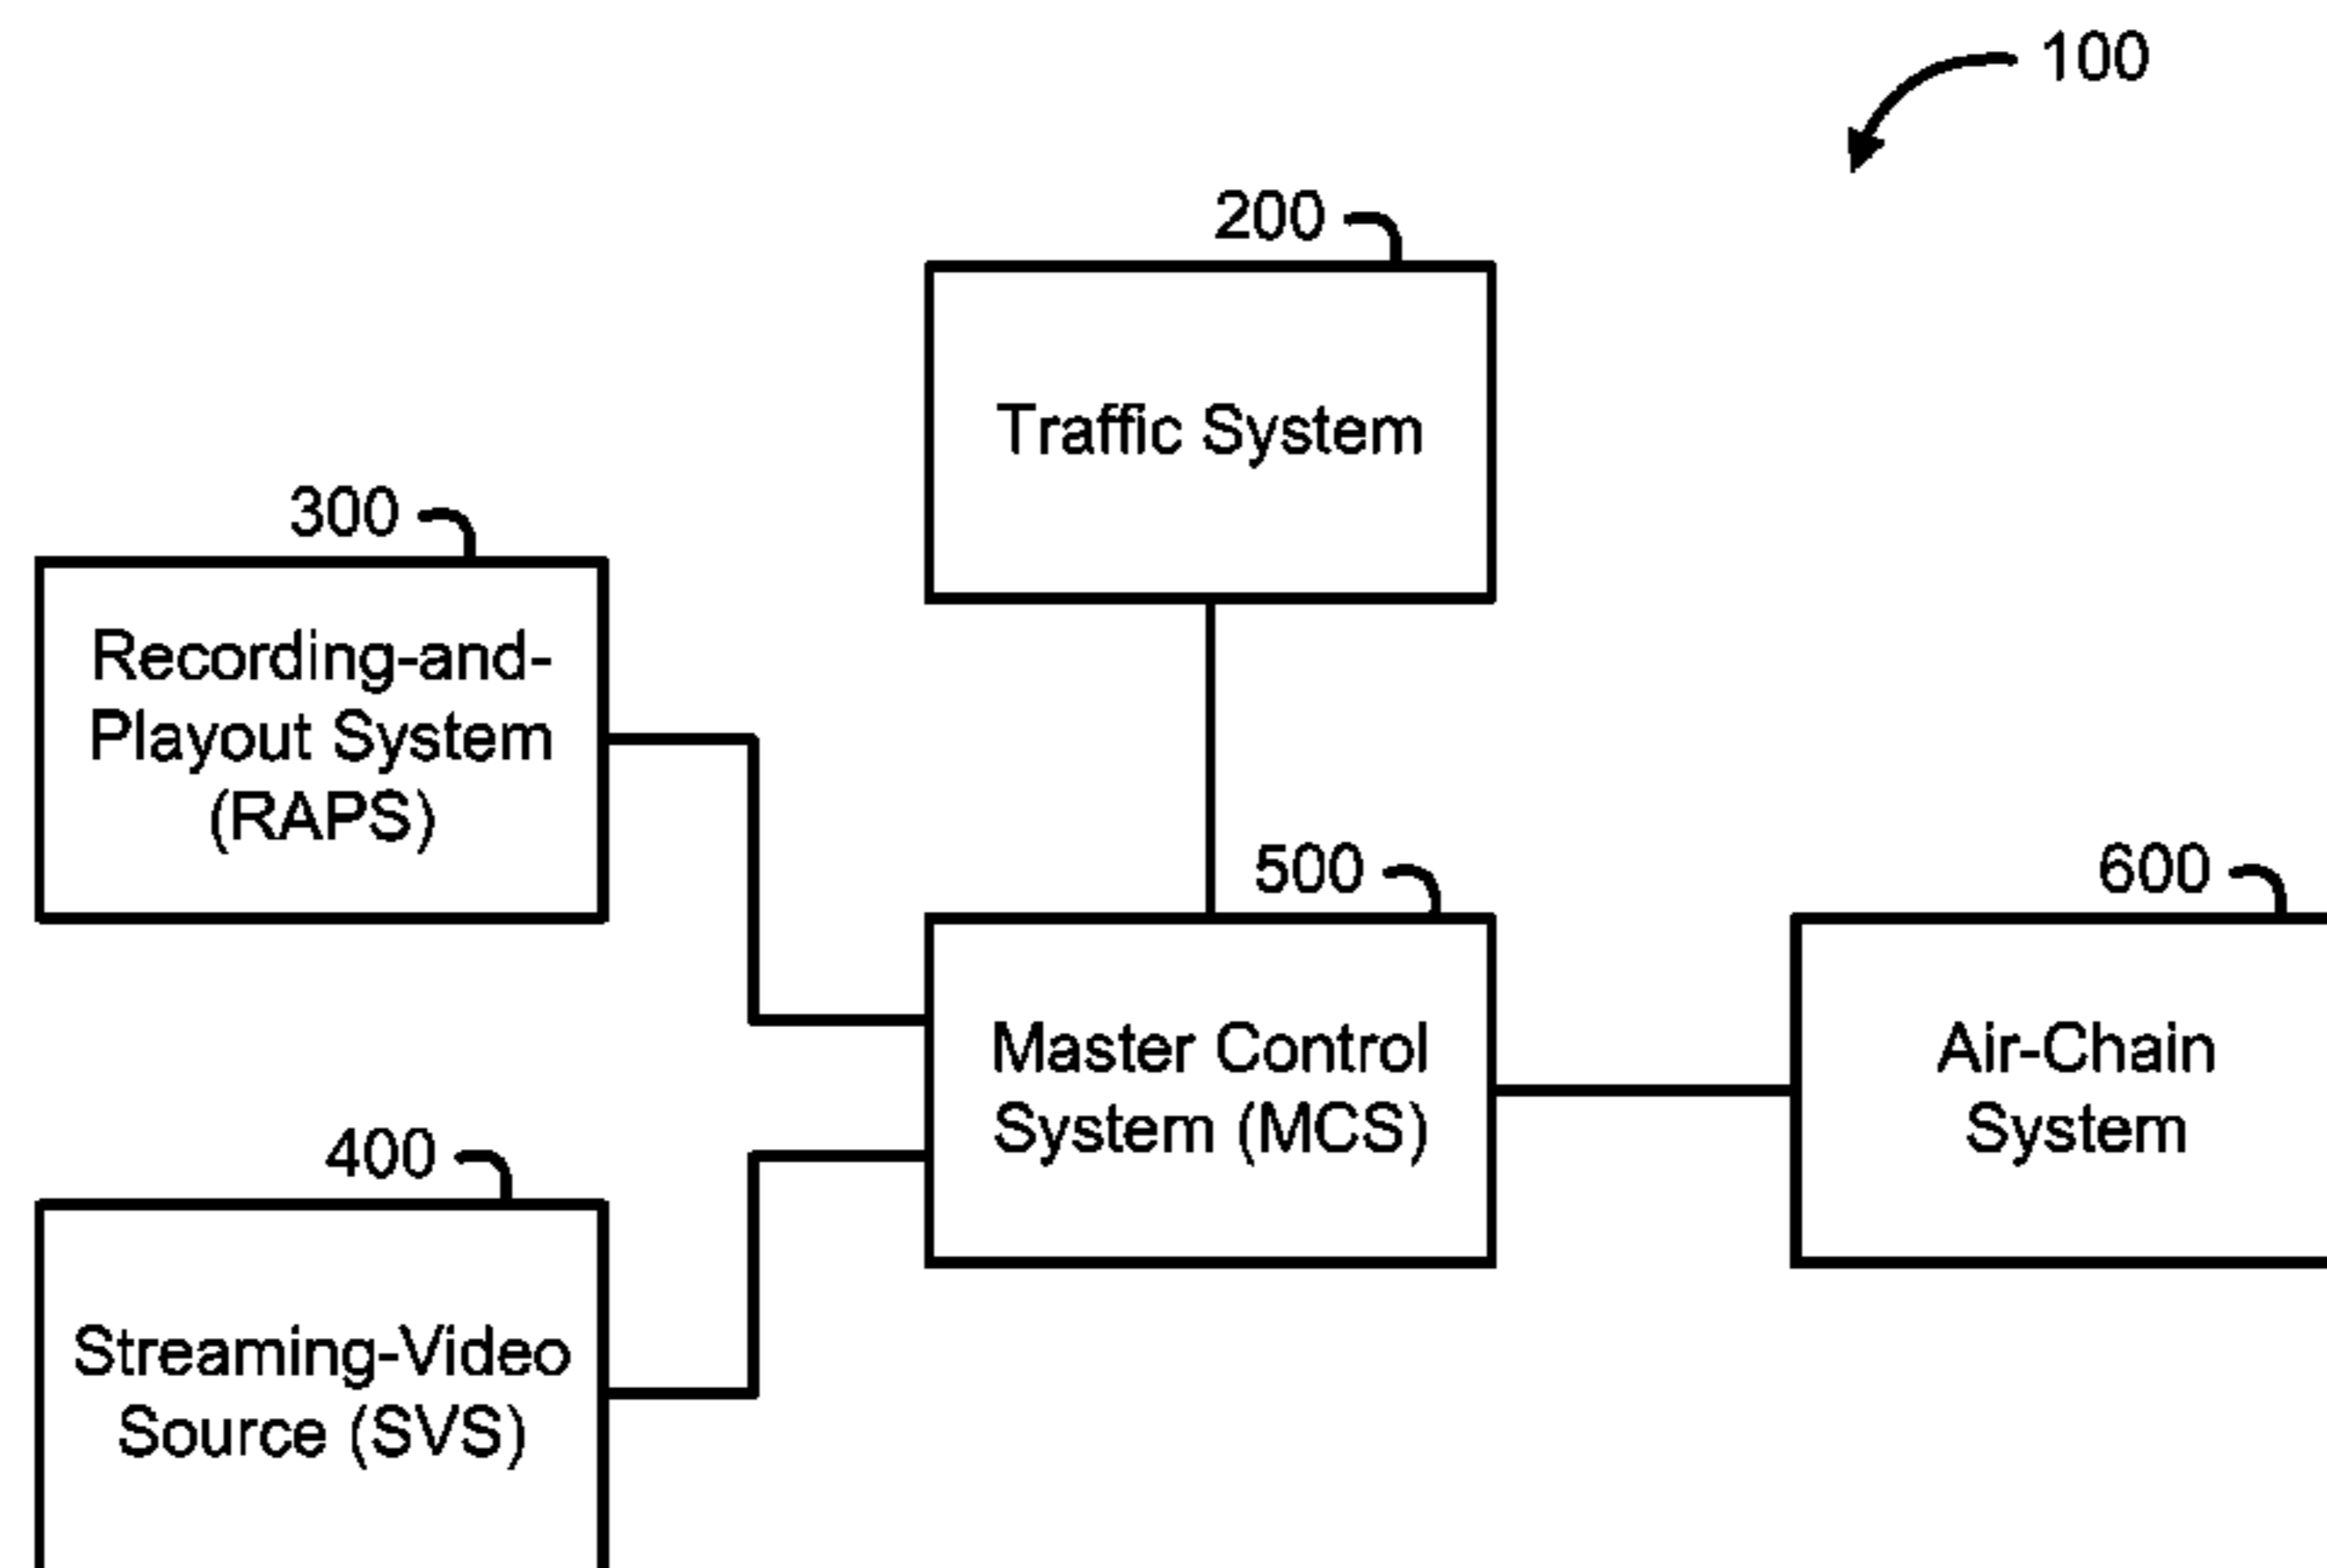 100
200
Traffic System
300
Recording-and-
Playout System
(RAPS)
500
Master Control
System (MCS)
600
Air-Chain
System
400
Streaming-Video
Source (SVS)